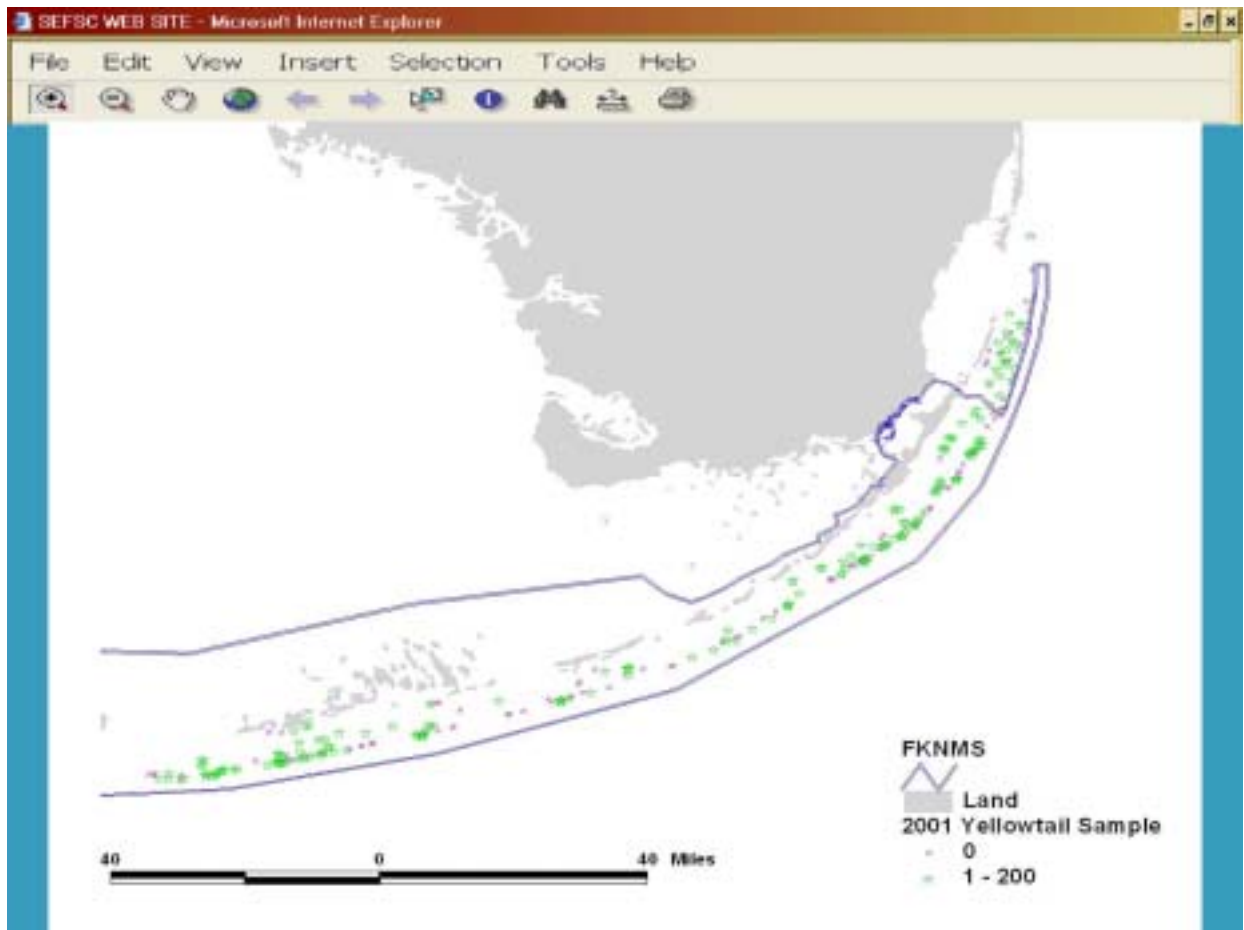 SEFSC WEB SITE - Microsoft Internet Explorer
File Edit View Insert Selection Tools Help
FKNMS
Land
2001 Yellowtail Sample
0
1 - 200
40 0 40 Miles